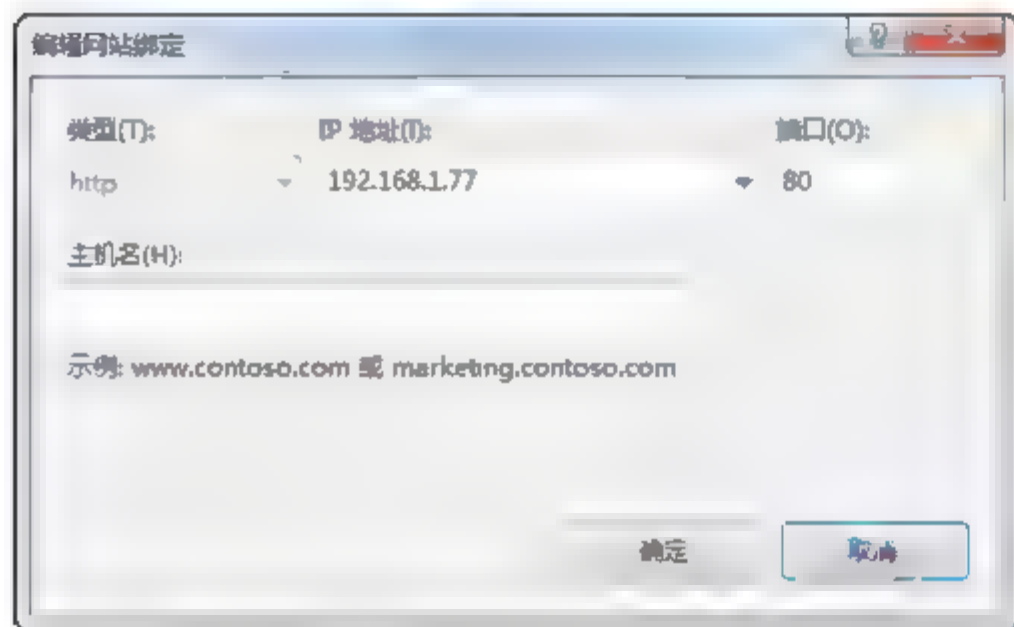 编辑网站绑定
类型(T): IP 地址(I): 端口(O):
http 192.168.1.77 80
主机名(H):
示例: www.contoso.com 或 marketing.contoso.com
确定 取消